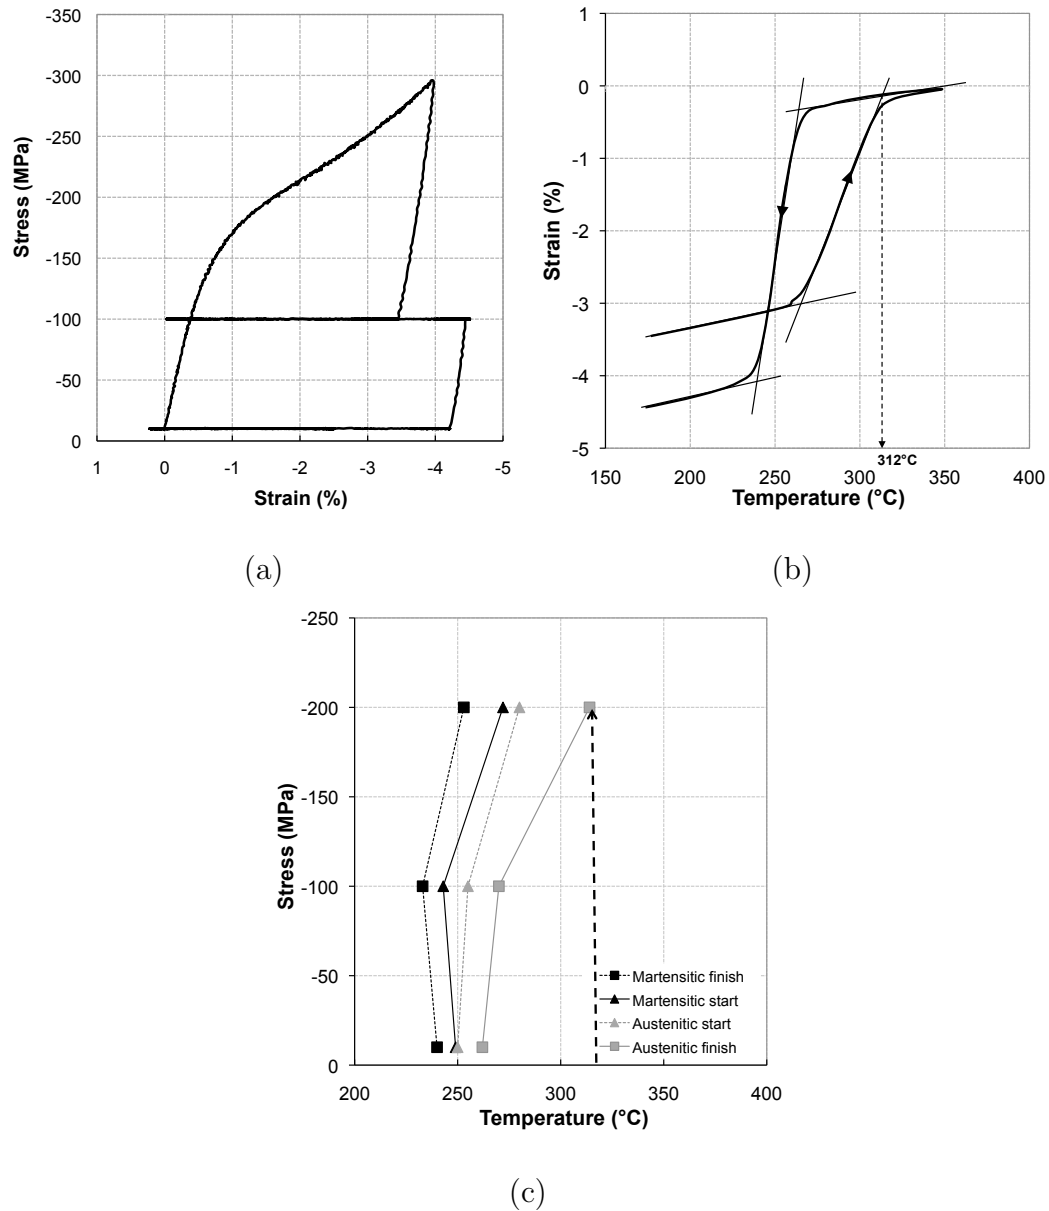 -350
-300
-250
-200
-150
-100
-50
0
Stress (MPa)
1 0 -1 -2 -3 -4 -5
Strain (%)
(a)
1
0
-1
-2
-3
-4
-5
Strain (%)
312°C
150 200 250 300 350 400
Temperature (°C)
(b)
-250
-200
-150
-100
-50
0
Stress (MPa)
Martensitic finish
Martensitic start
Austenitic start
Austenitic finish
200 250 300 350 400
Temperature (°C)
(c)